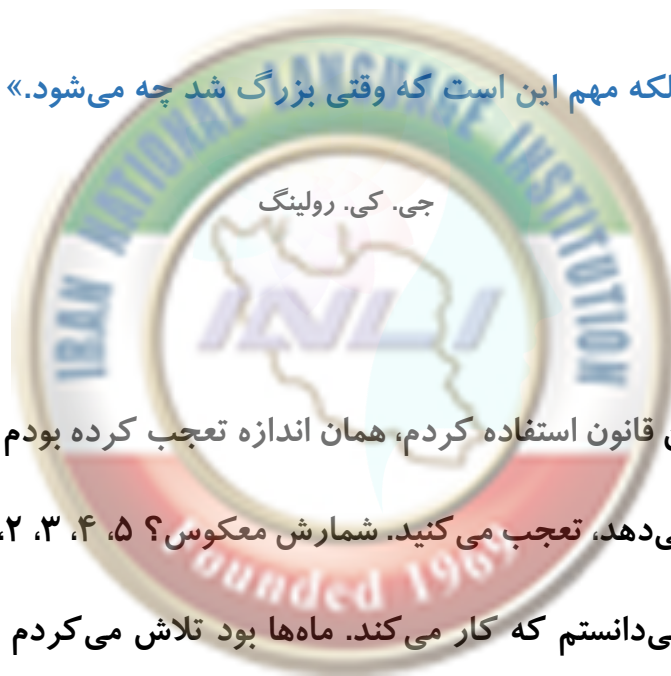 لکه مهم این است که وقتی بزرگ شد چه می‌شود.»
جی. کی. رولینگ
IRAN NATIONAL LANGUAGE INSTITUTION
INLI
قانون استفاده کردم، همان اندازه تعجب کرده بودم
ی‌دهد، تعجب می‌کنید. شمارش معکوس؟ ۵، ۴، ۳، ۲،
Founded 1969
ی‌دانستم که کار می‌کند. ماه‌ها بود تلاش می‌کردم